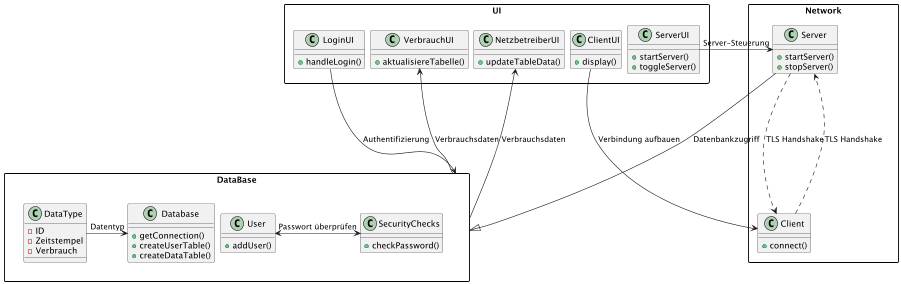 UI
Network
C LoginUI
handleLogin()
C VerbrauchUI
aktualisiereTabelle()
C NetzbetreiberUI
updateTableData()
C ClientUI
display()
C ServerUI
startServer()
toggleServer()
Server-Steuerung
C Server
startServer()
stopServer()
Authentifizierung
Verbrauchsdaten
Verbrauchsdaten
Verbindung aufbauen
Datenbankzugriff
TLS Handshake
TLS Handshake
DataBase
C DataType
ID
Zeitstempel
Verbrauch
Datentyp
C Database
getConnection()
createUserTable()
createDataTable()
C User
addUser()
Passwort überprüfen
C SecurityChecks
checkPassword()
C Client
connect()